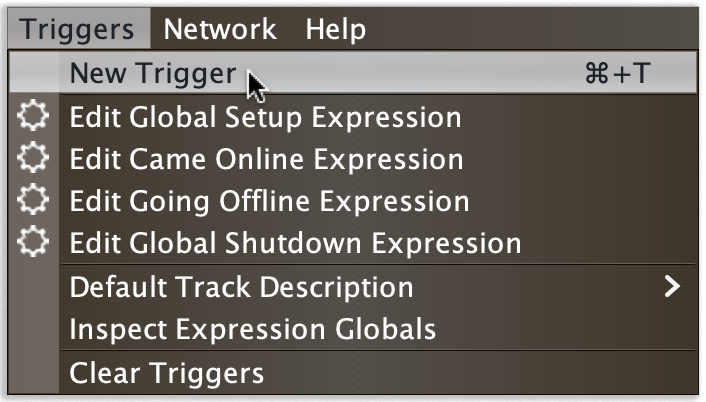 Triggers Network Help
New Trigger ⌘+T
Edit Global Setup Expression
Edit Came Online Expression
Edit Going Offline Expression
Edit Global Shutdown Expression
Default Track Description
Inspect Expression Globals
Clear Triggers